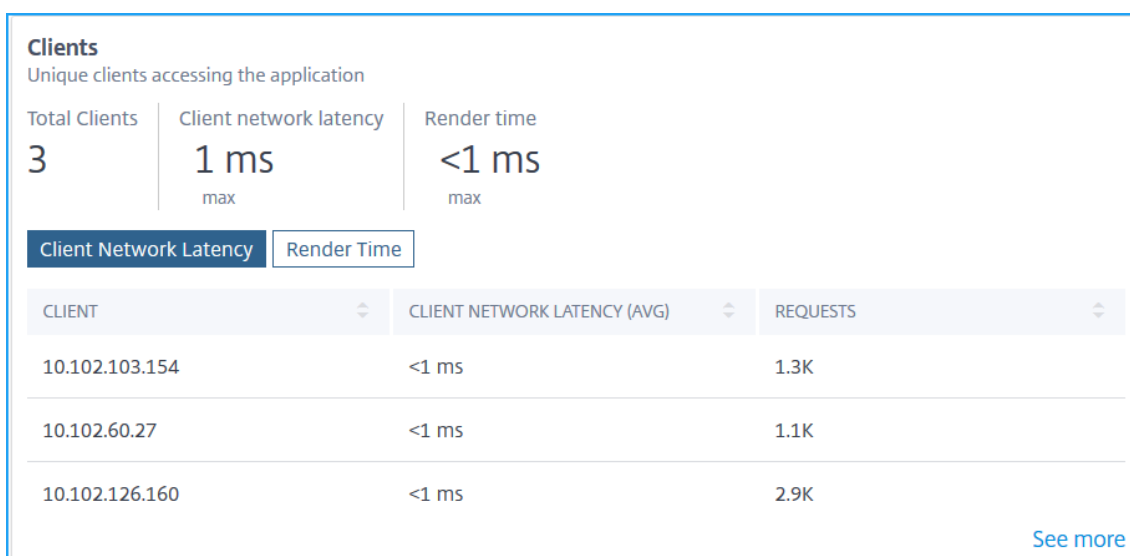 Clients
Unique clients accessing the application
Total Clients Client network latency Render time
3 1 ms <1 ms
max max
Client Network Latency Render Time
CLIENT CLIENT NETWORK LATENCY (AVG) REQUESTS
10.102.103.154 <1 ms 1.3K
10.102.60.27 <1 ms 1.1K
10.102.126.160 <1 ms 2.9K
See more